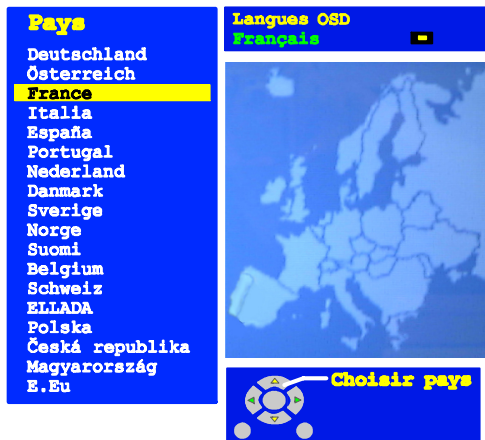 Pays
Deutschland
Österreich
France
Italia
España
Portugal
Nederland
Danmark
Sverige
Norge
Suomi
Belgium
Schweiz
ELLADA
Polska
Česká republika
Magyarország
E.Eu
Langues OSD
Français
Choisir pays